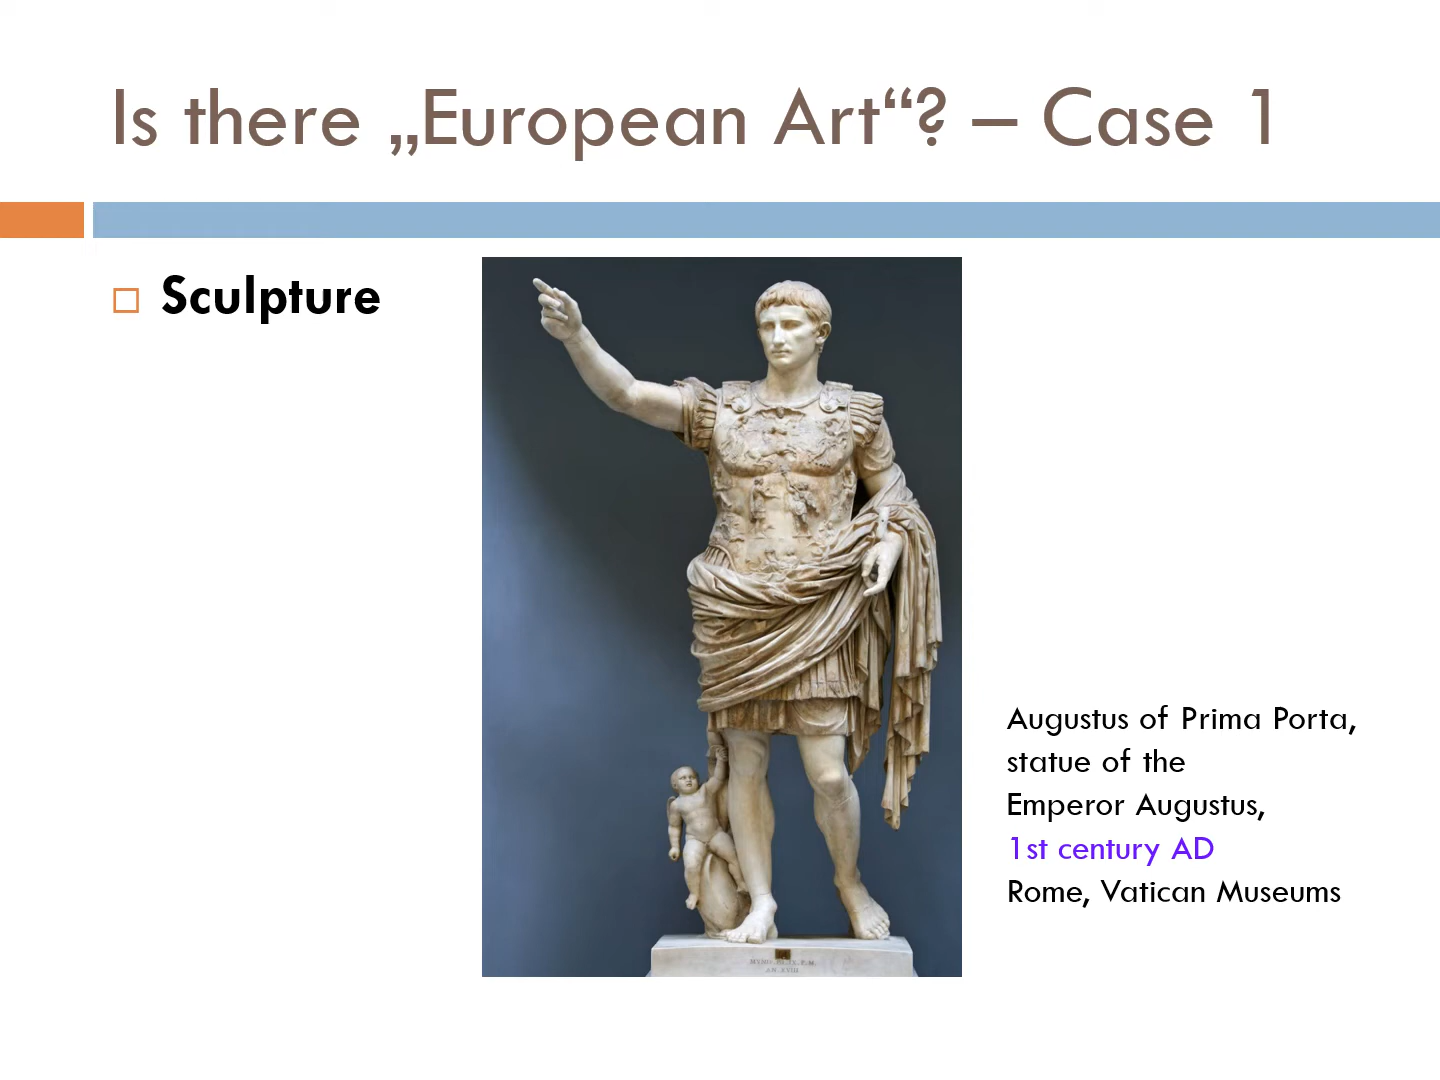 Is there „European Art“? – Case 1
Sculpture
Augustus of Prima Porta,
statue of the
Emperor Augustus,
1st century AD
Rome, Vatican Museums